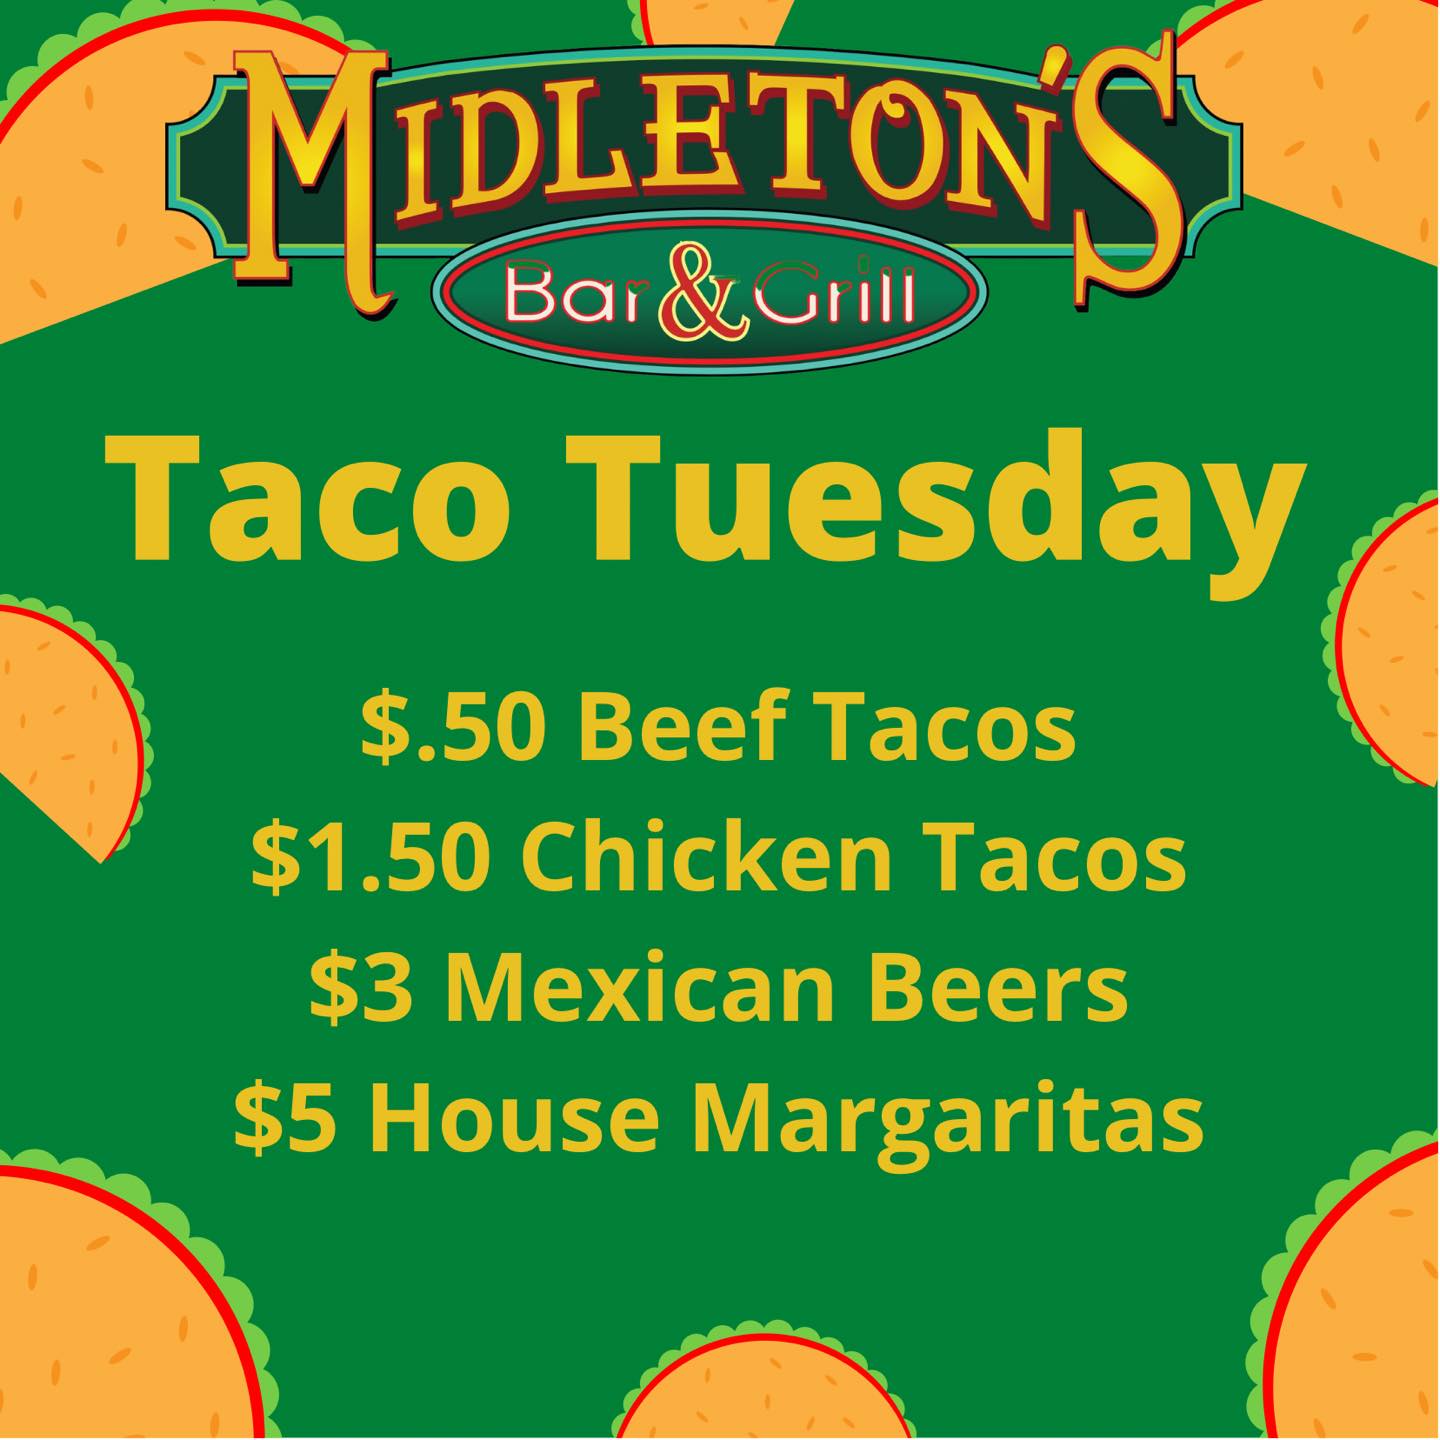 MIDLETON'S
Bar & Grill
Taco Tuesday
$.50 Beef Tacos
$1.50 Chicken Tacos
$3 Mexican Beers
$5 House Margaritas